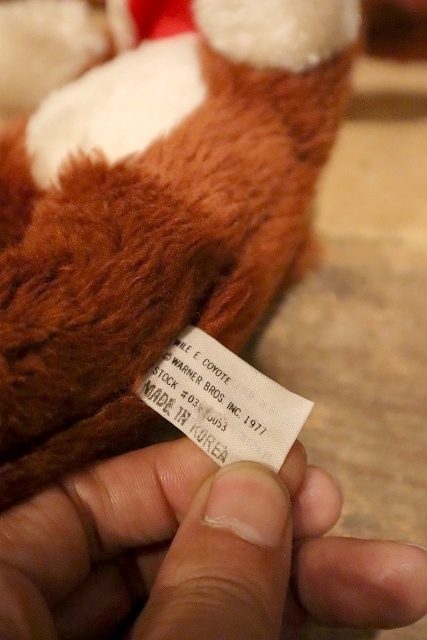 WILE E COYOTE
© WARNER BROS. INC. 1977
STOCK
MADE IN KOREA